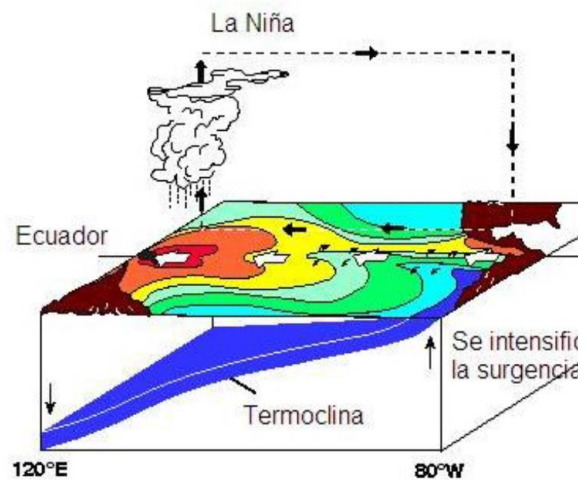 La Niña
Ecuador
Se intensific
la surgencia
Termoclina
120°E
80°W